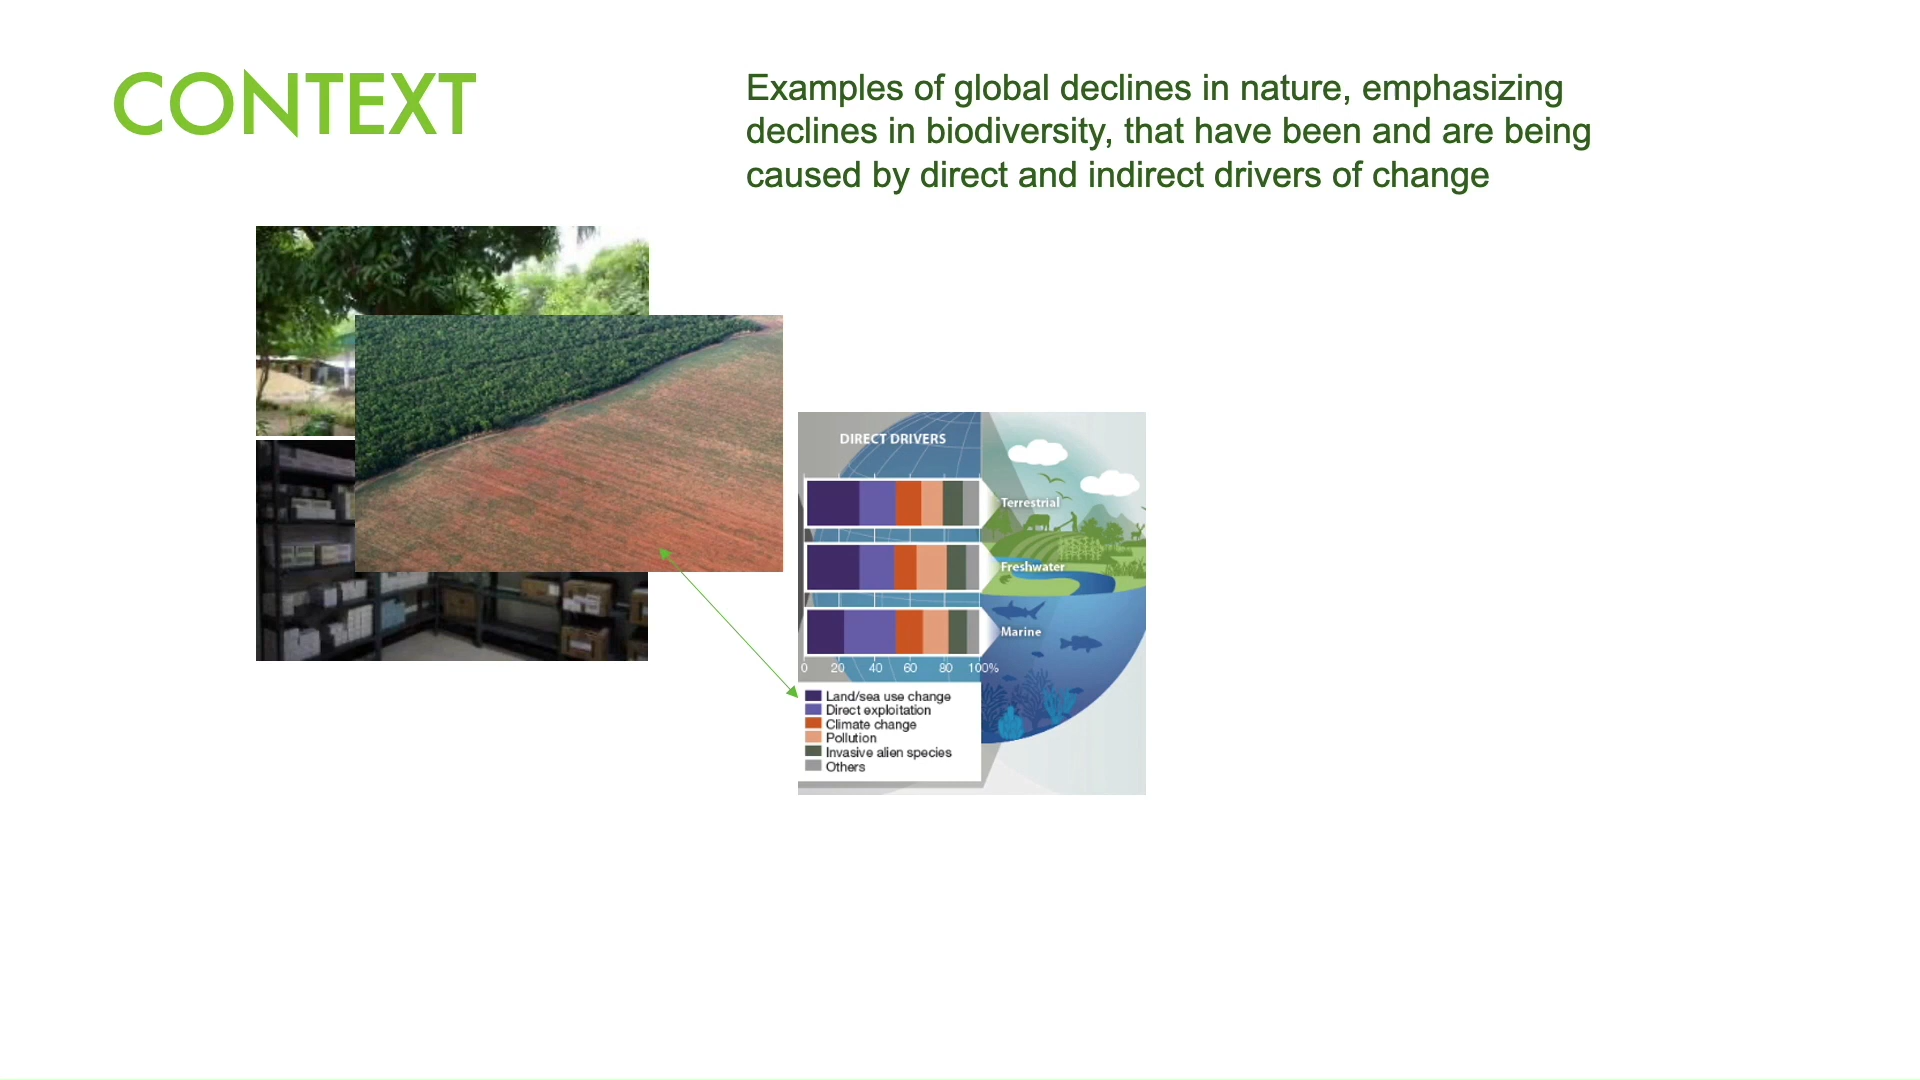 CONTEXT
Examples of global declines in nature, emphasizing
declines in biodiversity, that have been and are being
caused by direct and indirect drivers of change
DIRECT DRIVERS
Terrestrial
Freshwater
Marine
0 20 40 60 80 100%
Land/sea use change
Direct exploitation
Climate change
Pollution
Invasive alien species
Others